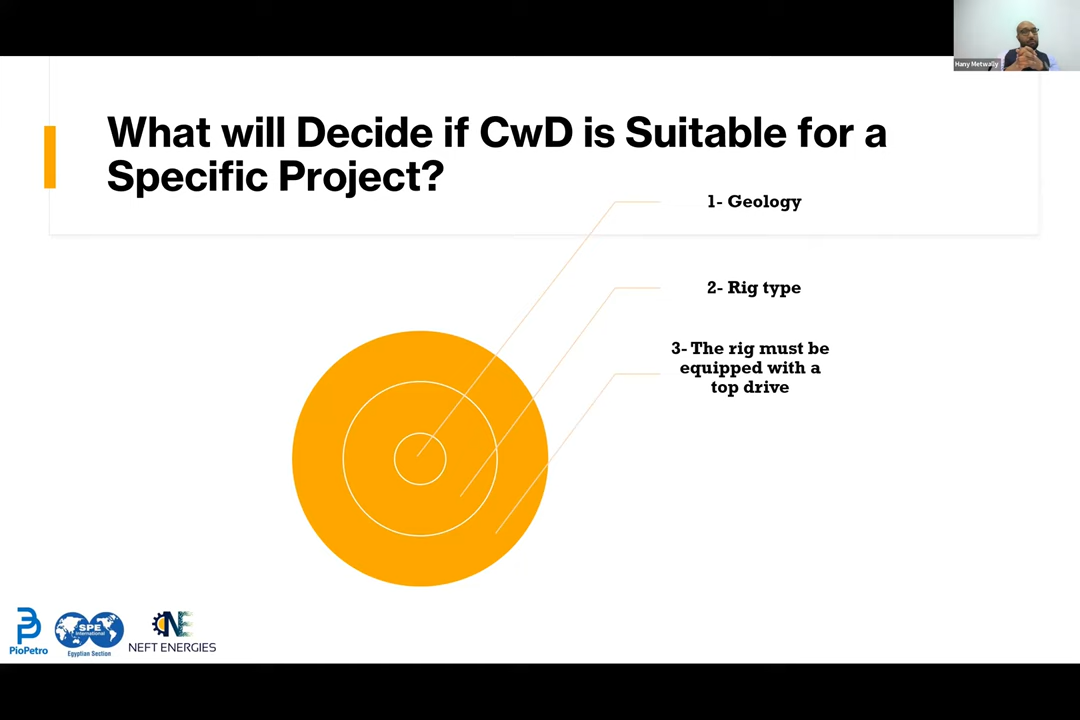 Hany Metwally
What will Decide if CwD is Suitable for a
Specific Project?
1- Geology
2- Rig type
3- The rig must be
equipped with a
top drive
PioPetro
SPE
International
Egyptian Section
NE
NEFT ENERGIES